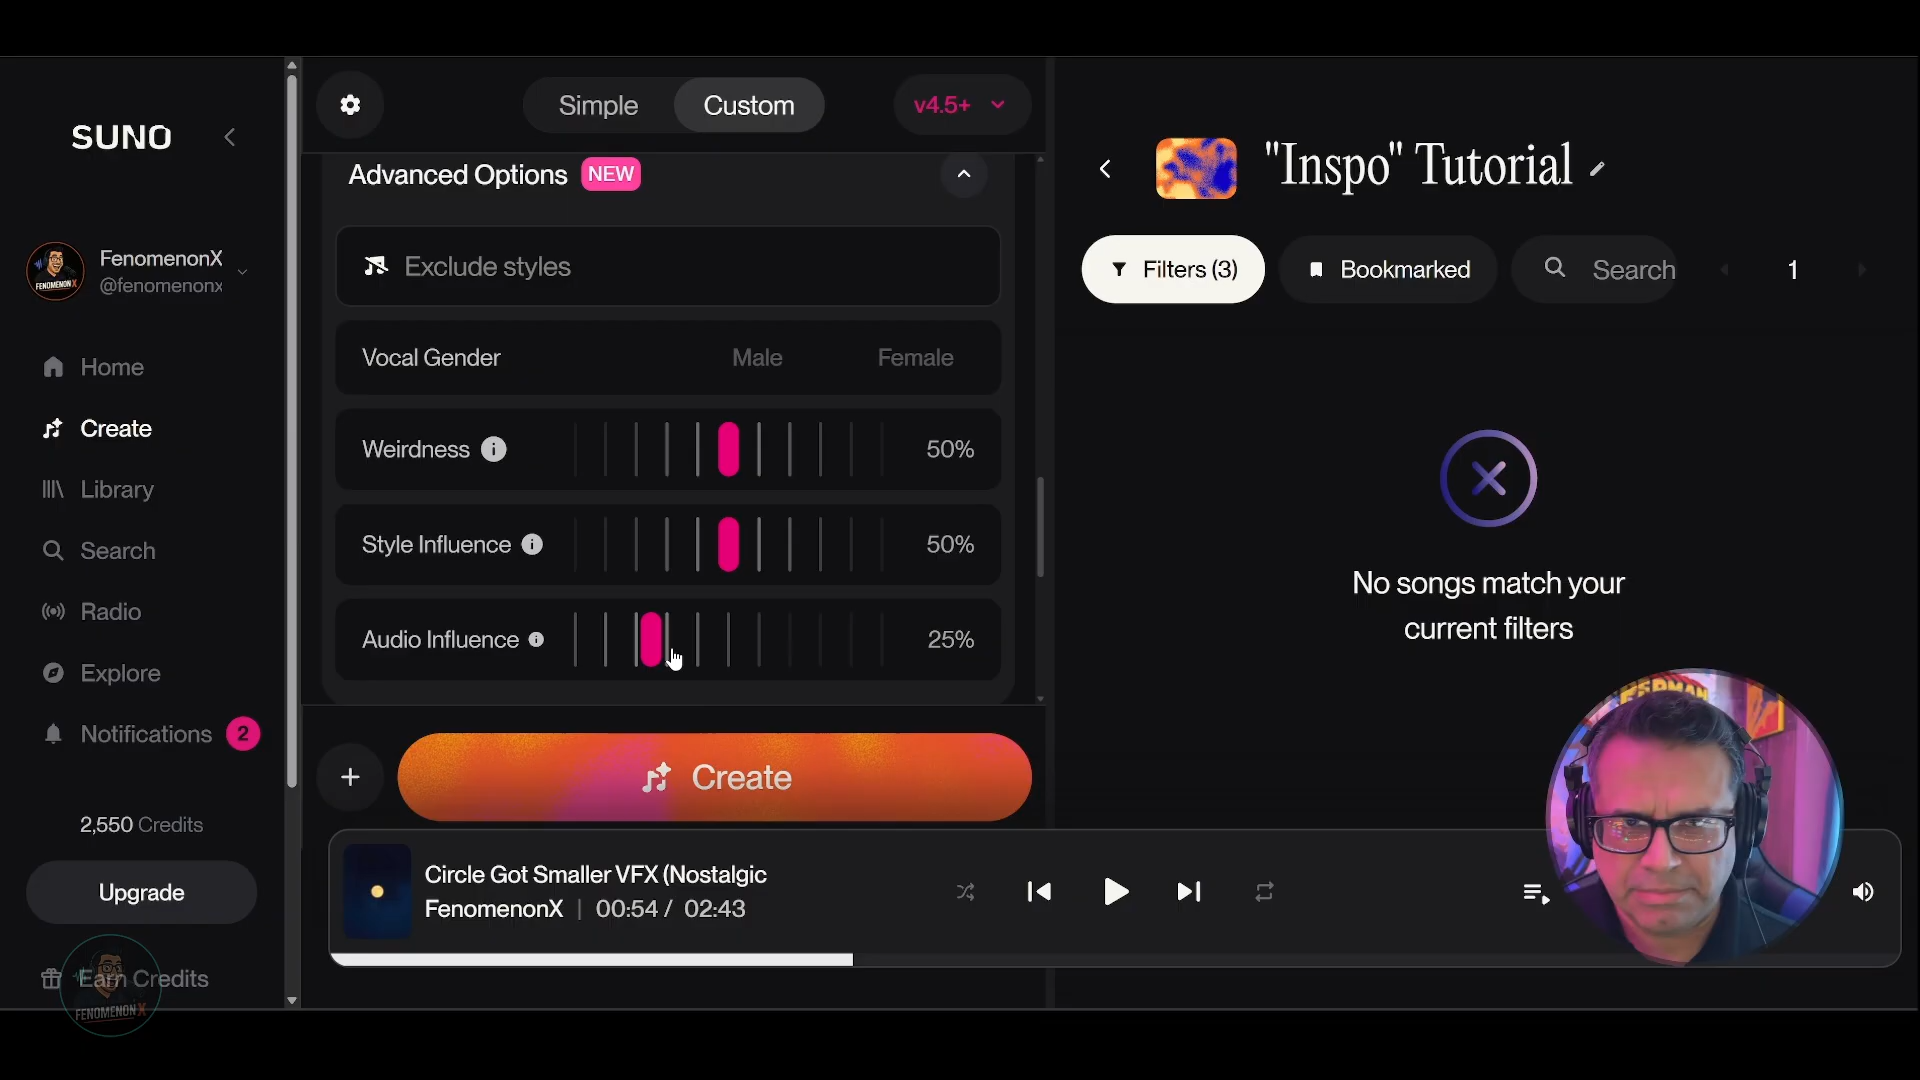 SUNO
FenomenonX
@fenomenonx
Home
Create
Library
Search
Radio
Explore
Notifications 2
2,550 Credits
Upgrade
Earn Credits
FENOMENONX
Simple Custom v4.5+
Advanced Options NEW
Exclude styles
Vocal Gender Male Female
Weirdness 50%
Style Influence 50%
Audio Influence 25%
Create
Circle Got Smaller VFX (Nostalgic
FenomenonX | 00:54 / 02:43
"Inspo" Tutorial
Filters (3) Bookmarked Search 1
No songs match your
current filters